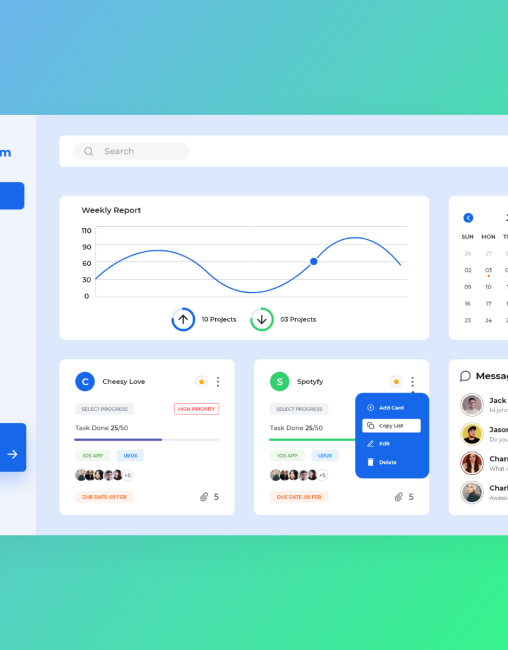 m
Search
Weekly Report
110
90
60
30
0
10 Projects
03 Projects
SUN MON
26 27
02 03
09 10
16 17
23 24
C
Cheesy Love
SELECT PROGRESS
HIGH PRIORITY
Task Done 25/50
IOS APP
UI/UX
+5
DUE DATE :05 FEB
5
S
Spotyfy
SELECT PROGRESS
Task Done 25/50
IOS APP
UI/UX
+5
DUE DATE :05 FEB
5
Add Card
Copy List
Edit
Delete
Messag
Jack
Hi john
Jason
Do you
Charr
What i
Charl
Aweso